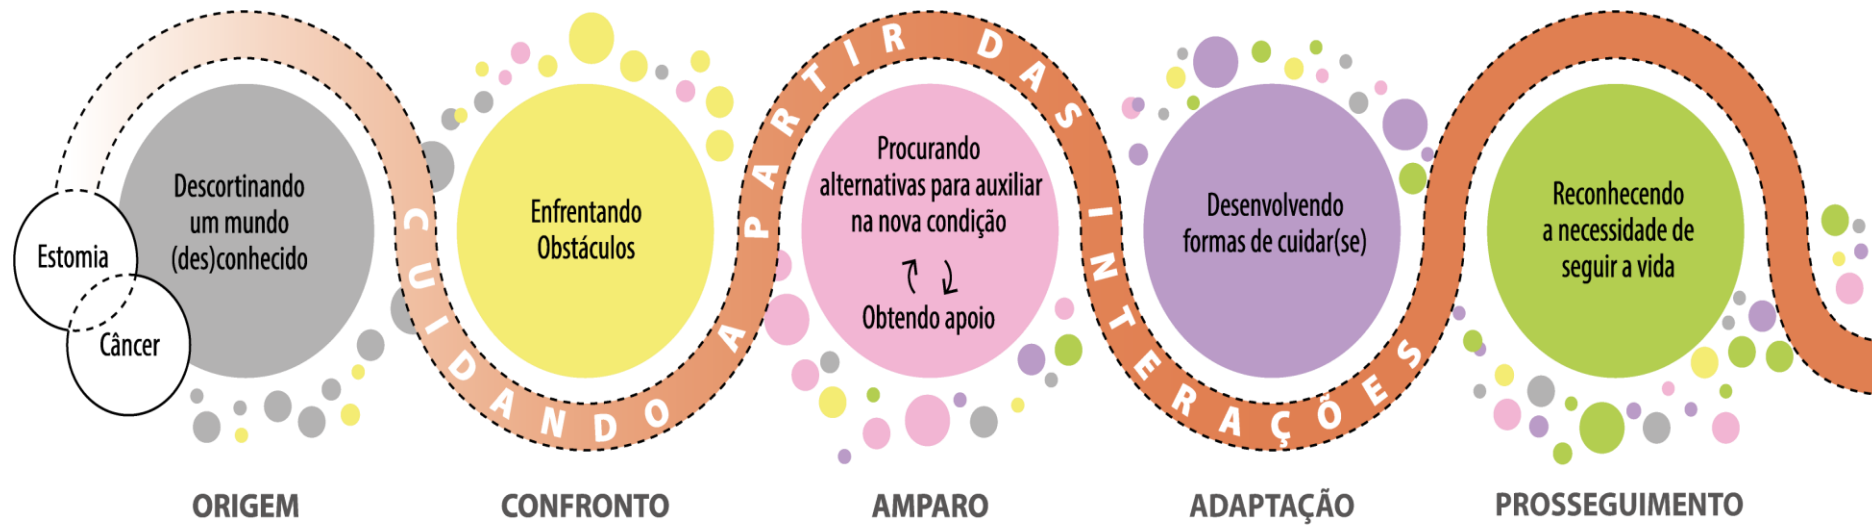 Estomia
Câncer
Descortinando
um mundo
(des)conhecido
Enfrentando
Obstáculos
Procurando
alternativas para auxiliar
na nova condição
Obtendo apoio
Desenvolvendo
formas de cuidar(se)
Reconhecendo
a necessidade de
seguir a vida
CUIDANDO A PARTIR DAS INTERAÇÕES
ORIGEM
CONFRONTO
AMPARO
ADAPTAÇÃO
PROSSEGUIMENTO